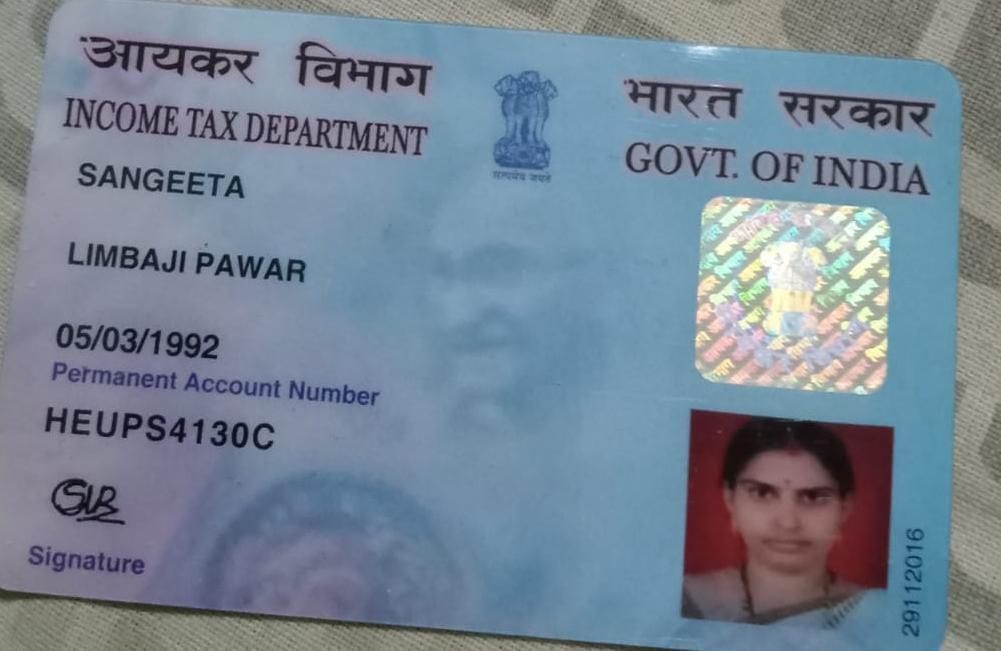 आयकर विभाग
INCOME TAX DEPARTMENT
सत्यमेव जयते
भारत सरकार
GOVT. OF INDIA
SANGEETA
LIMBAJI PAWAR
05/03/1992
Permanent Account Number
HEUPS4130C
Signature
29112016